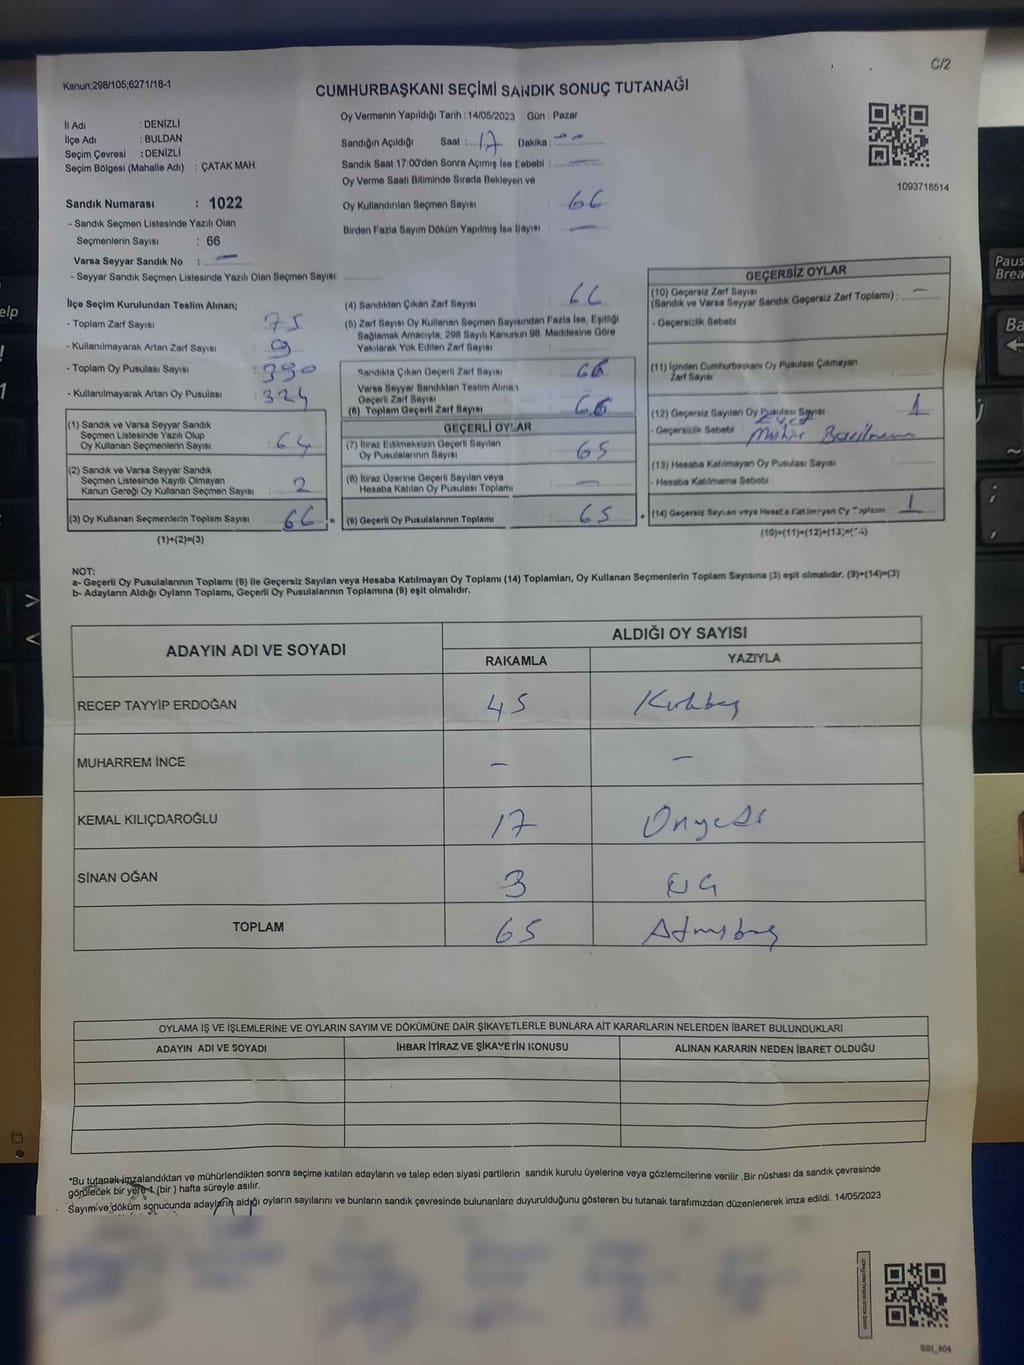 C/2
Kanun;298/105;6271/18-1
CUMHURBAŞKANI SEÇİMİ SANDIK SONUÇ TUTANAĞI
Oy Vermenin Yapıldığı Tarih : 14/05/2023 Gün : Pazar
İl Adı : DENİZLİ
İlçe Adı : BULDAN
Seçim Çevresi : DENİZLİ
Seçim Bölgesi (Mahalle Adı) : ÇATAK MAH.
Sandığın Açıldığı Saat : 17 Dakika :
Sandık Saat 17:00'den Sonra Açımış İse Sebebi : —
Oy Verme Saati Bitiminde Sırada Bekleyen ve
Oy Kullandırılan Seçmen Sayısı : 66
Birden Fazla Sayım Döküm Yapılmış İse Sayısı : —
1093718514
Sandık Numarası : 1022
- Sandık Seçmen Listesinde Yazılı Olan
Seçmenlerin Sayısı : 66
Varsa Seyyar Sandık No : —
- Seyyar Sandık Seçmen Listesinde Yazılı Olan Seçmen Sayısı
İlçe Seçim Kurulundan Teslim Alınan;
- Toplam Zarf Sayısı : 75
- Kullanılmayarak Artan Zarf Sayısı : 9
- Toplam Oy Pusulası Sayısı : 390
- Kullanılmayarak Artan Oy Pusulası : 324
(1) Sandık ve Varsa Seyyar Sandık
Seçmen Listesinde Yazılı Olup
Oy Kullanan Seçmenlerin Sayısı : 64
(2) Sandık ve Varsa Seyyar Sandık
Seçmen Listesinde Kayıtlı Olmayan
Kanun Gereği Oy Kullanan Seçmen Sayısı 2
(3) Oy Kullanan Seçmenlerin Toplam Sayısı 66 =
(1)+(2)=(3)
(4) Sandıktan Çıkan Zarf Sayısı 66
(5) Zarf Sayısı Oy Kullanan Seçmen Sayısından Fazla İse, Eşitliği
Sağlamak Amacıyla, 298 Sayılı Kanunun 98. Maddesine Göre
Yakılarak Yok Edilen Zarf Sayısı
Sandıkta Çıkan Geçerli Zarf Sayısı 66
Varsa Seyyar Sandıktan Teslim Alınan
Geçerli Zarf Sayısı
(6) Toplam Geçerli Zarf Sayısı 66
GEÇERLİ OYLAR
(7) İtiraz Edilmeksizin Geçerli Sayılan
Oy Pusulalarının Sayısı 65
(8) İtiraz Üzerine Geçerli Sayılan veya
Hesaba Katılan Oy Pusulası Toplamı —
(9) Geçerli Oy Pusulalarının Toplamı 65 +
GEÇERSİZ OYLAR
(10) Geçersiz Zarf Sayısı —
(Sandık ve Varsa Seyyar Sandık Geçersiz Zarf Toplamı) :
- Geçersizlik Sebebi
(11) İçinden Cumhurbaşkanı Oy Pusulası Çıkmayan
Zarf Sayısı
(12) Geçersiz Sayılan Oy Pusulası Sayısı 1
- Geçersizlik Sebebi
(13) Hesaba Katılmayan Oy Pusulası Sayısı
- Hesaba Katılmama Sebebi
(14) Geçersiz Sayılan veya Hesaba Katılmayan Oy Toplamı 1
(10)+(11)+(12)+(13)=(14)
NOT:
a- Geçerli Oy Pusulalarının Toplamı (9) ile Geçersiz Sayılan veya Hesaba Katılmayan Oy Toplamı (14) Toplamları, Oy Kullanan Seçmenlerin Toplam Sayısına (3) eşit olmalıdır. (9)+(14)=(3)
b- Adayların Aldığı Oyların Toplamı, Geçerli Oy Pusulalarının Toplamına (9) eşit olmalıdır.
ADAYIN ADI VE SOYADI
ALDIĞI OY SAYISI
RAKAMLA YAZIYLA
RECEP TAYYİP ERDOĞAN 45 Kırkbeş
MUHARREM İNCE — —
KEMAL KILIÇDAROĞLU 17 Onyedi
SİNAN OĞAN 3 üç
TOPLAM 65 Atmışbeş
OYLAMA İŞ VE İŞLEMLERİNE VE OYLARIN SAYIM VE DÖKÜMÜNE DAİR ŞİKAYETLERLE BUNLARA AİT KARARLARIN NELERDEN İBARET BULUNDUKLARI
ADAYIN ADI VE SOYADI İHBAR İTİRAZ VE ŞİKAYETİN KONUSU ALINAN KARARIN NEDEN İBARET OLDUĞU
*Bu tutanak imzalandıktan ve mühürlendikten sonra seçime katılan adayların ve talep eden siyasi partilerin sandık kurulu üyelerine veya gözlemcilerine verilir .Bir nüshası da sandık çevresinde
görülecek bir yere 1 (bir ) hafta süreyle asılır.
Sayım ve döküm sonucunda adayların aldığı oyların sayılarını ve bunların sandık çevresinde bulunanlara duyurulduğunu gösteren bu tutanak tarafımızdan düzenlenerek imza edildi. 14/05/2023
SSI_404